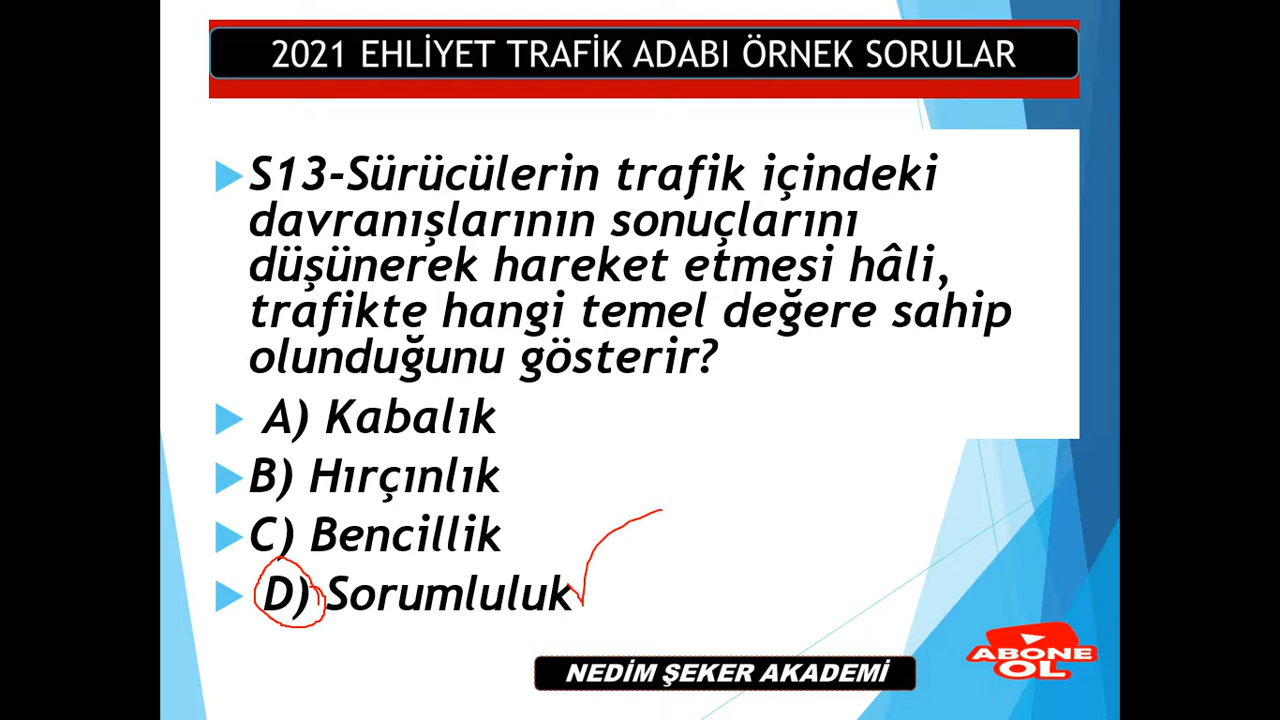 2021 EHLİYET TRAFİK ADABI ÖRNEK SORULAR
S13-Sürücülerin trafik içindeki
davranışlarının sonuçlarını
düşünerek hareket etmesi hâli,
trafikte hangi temel değere sahip
olunduğunu gösterir?
A) Kabalık
B) Hırçınlık
C) Bencillik
D) Sorumluluk
ABONE
OL
NEDİM ŞEKER AKADEMİ